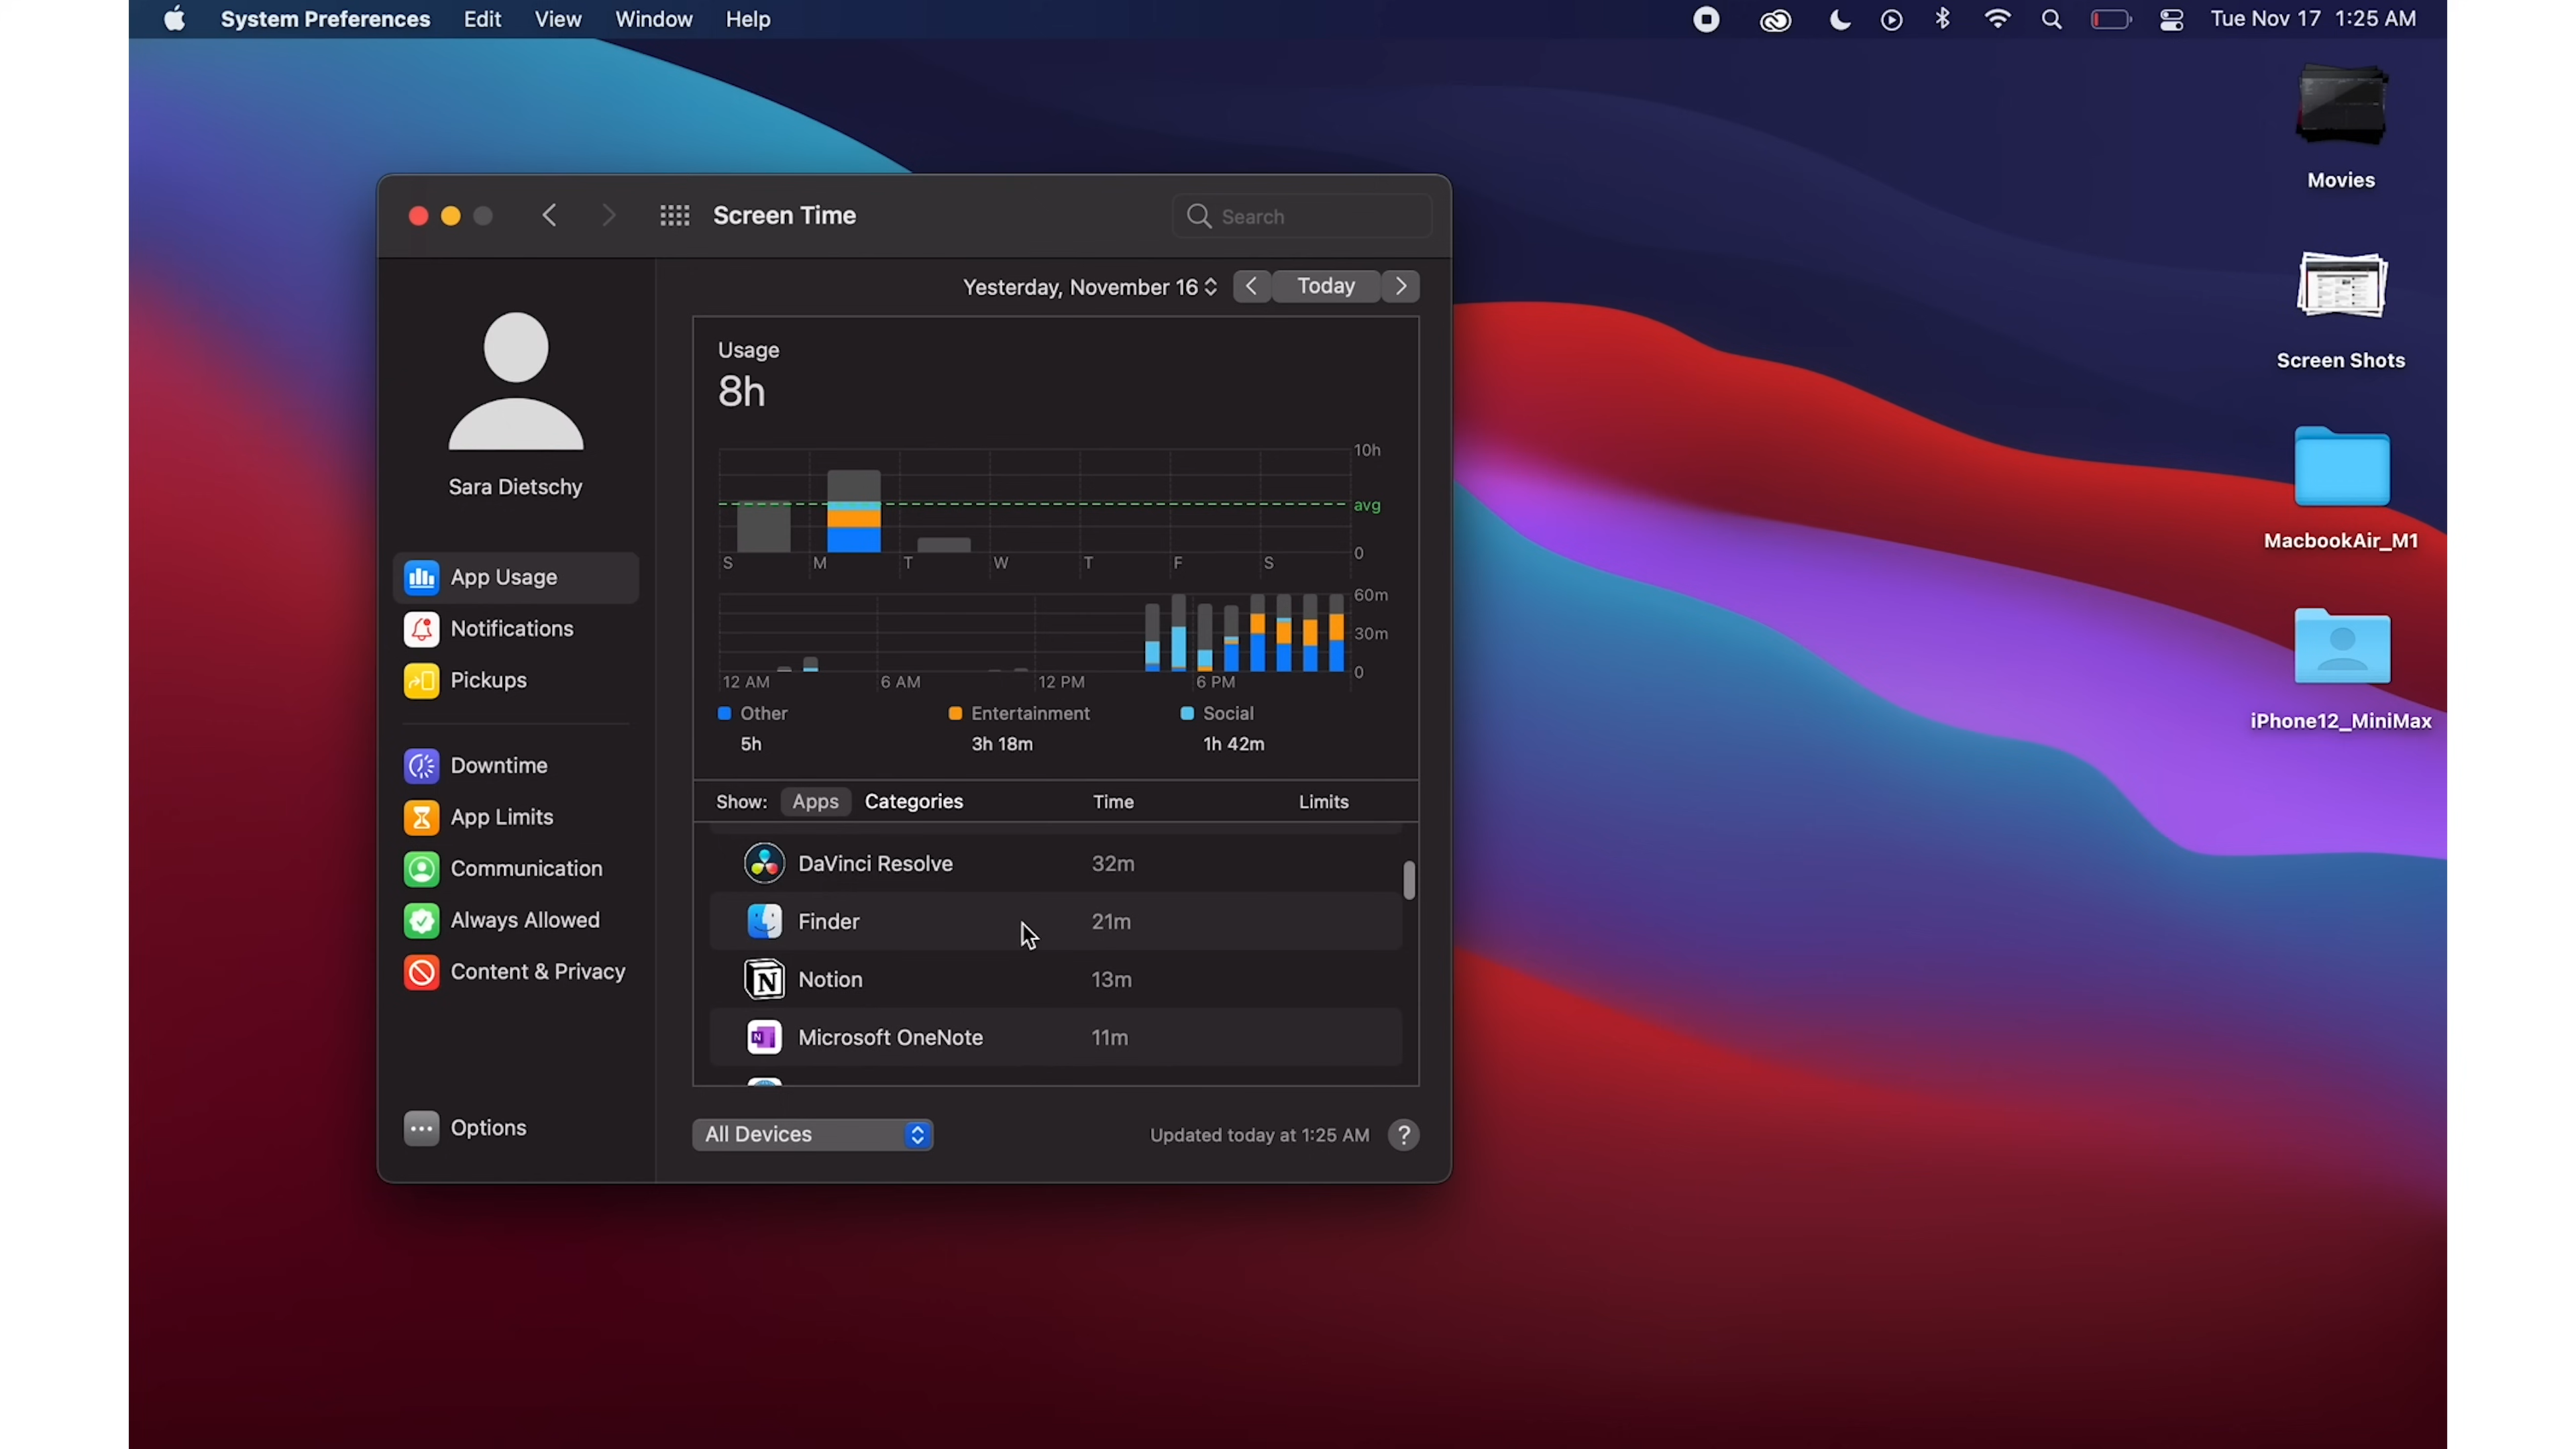 System Preferences Edit View Window Help Tue Nov 17 1:25 AM
Movies
Screen Shots
MacbookAir_M1
iPhone12_MiniMax
Screen Time
Search
Sara Dietschy
App Usage
Notifications
Pickups
Downtime
App Limits
Communication
Always Allowed
Content & Privacy
Options
Yesterday, November 16 Today
Usage
8h
10h
avg
0
S M T W T F S
60m
30m
0
12 AM 6 AM 12 PM 6 PM
Other Entertainment Social
5h 3h 18m 1h 42m
Show: Apps Categories Time Limits
DaVinci Resolve 32m
Finder 21m
Notion 13m
Microsoft OneNote 11m
All Devices Updated today at 1:25 AM ?